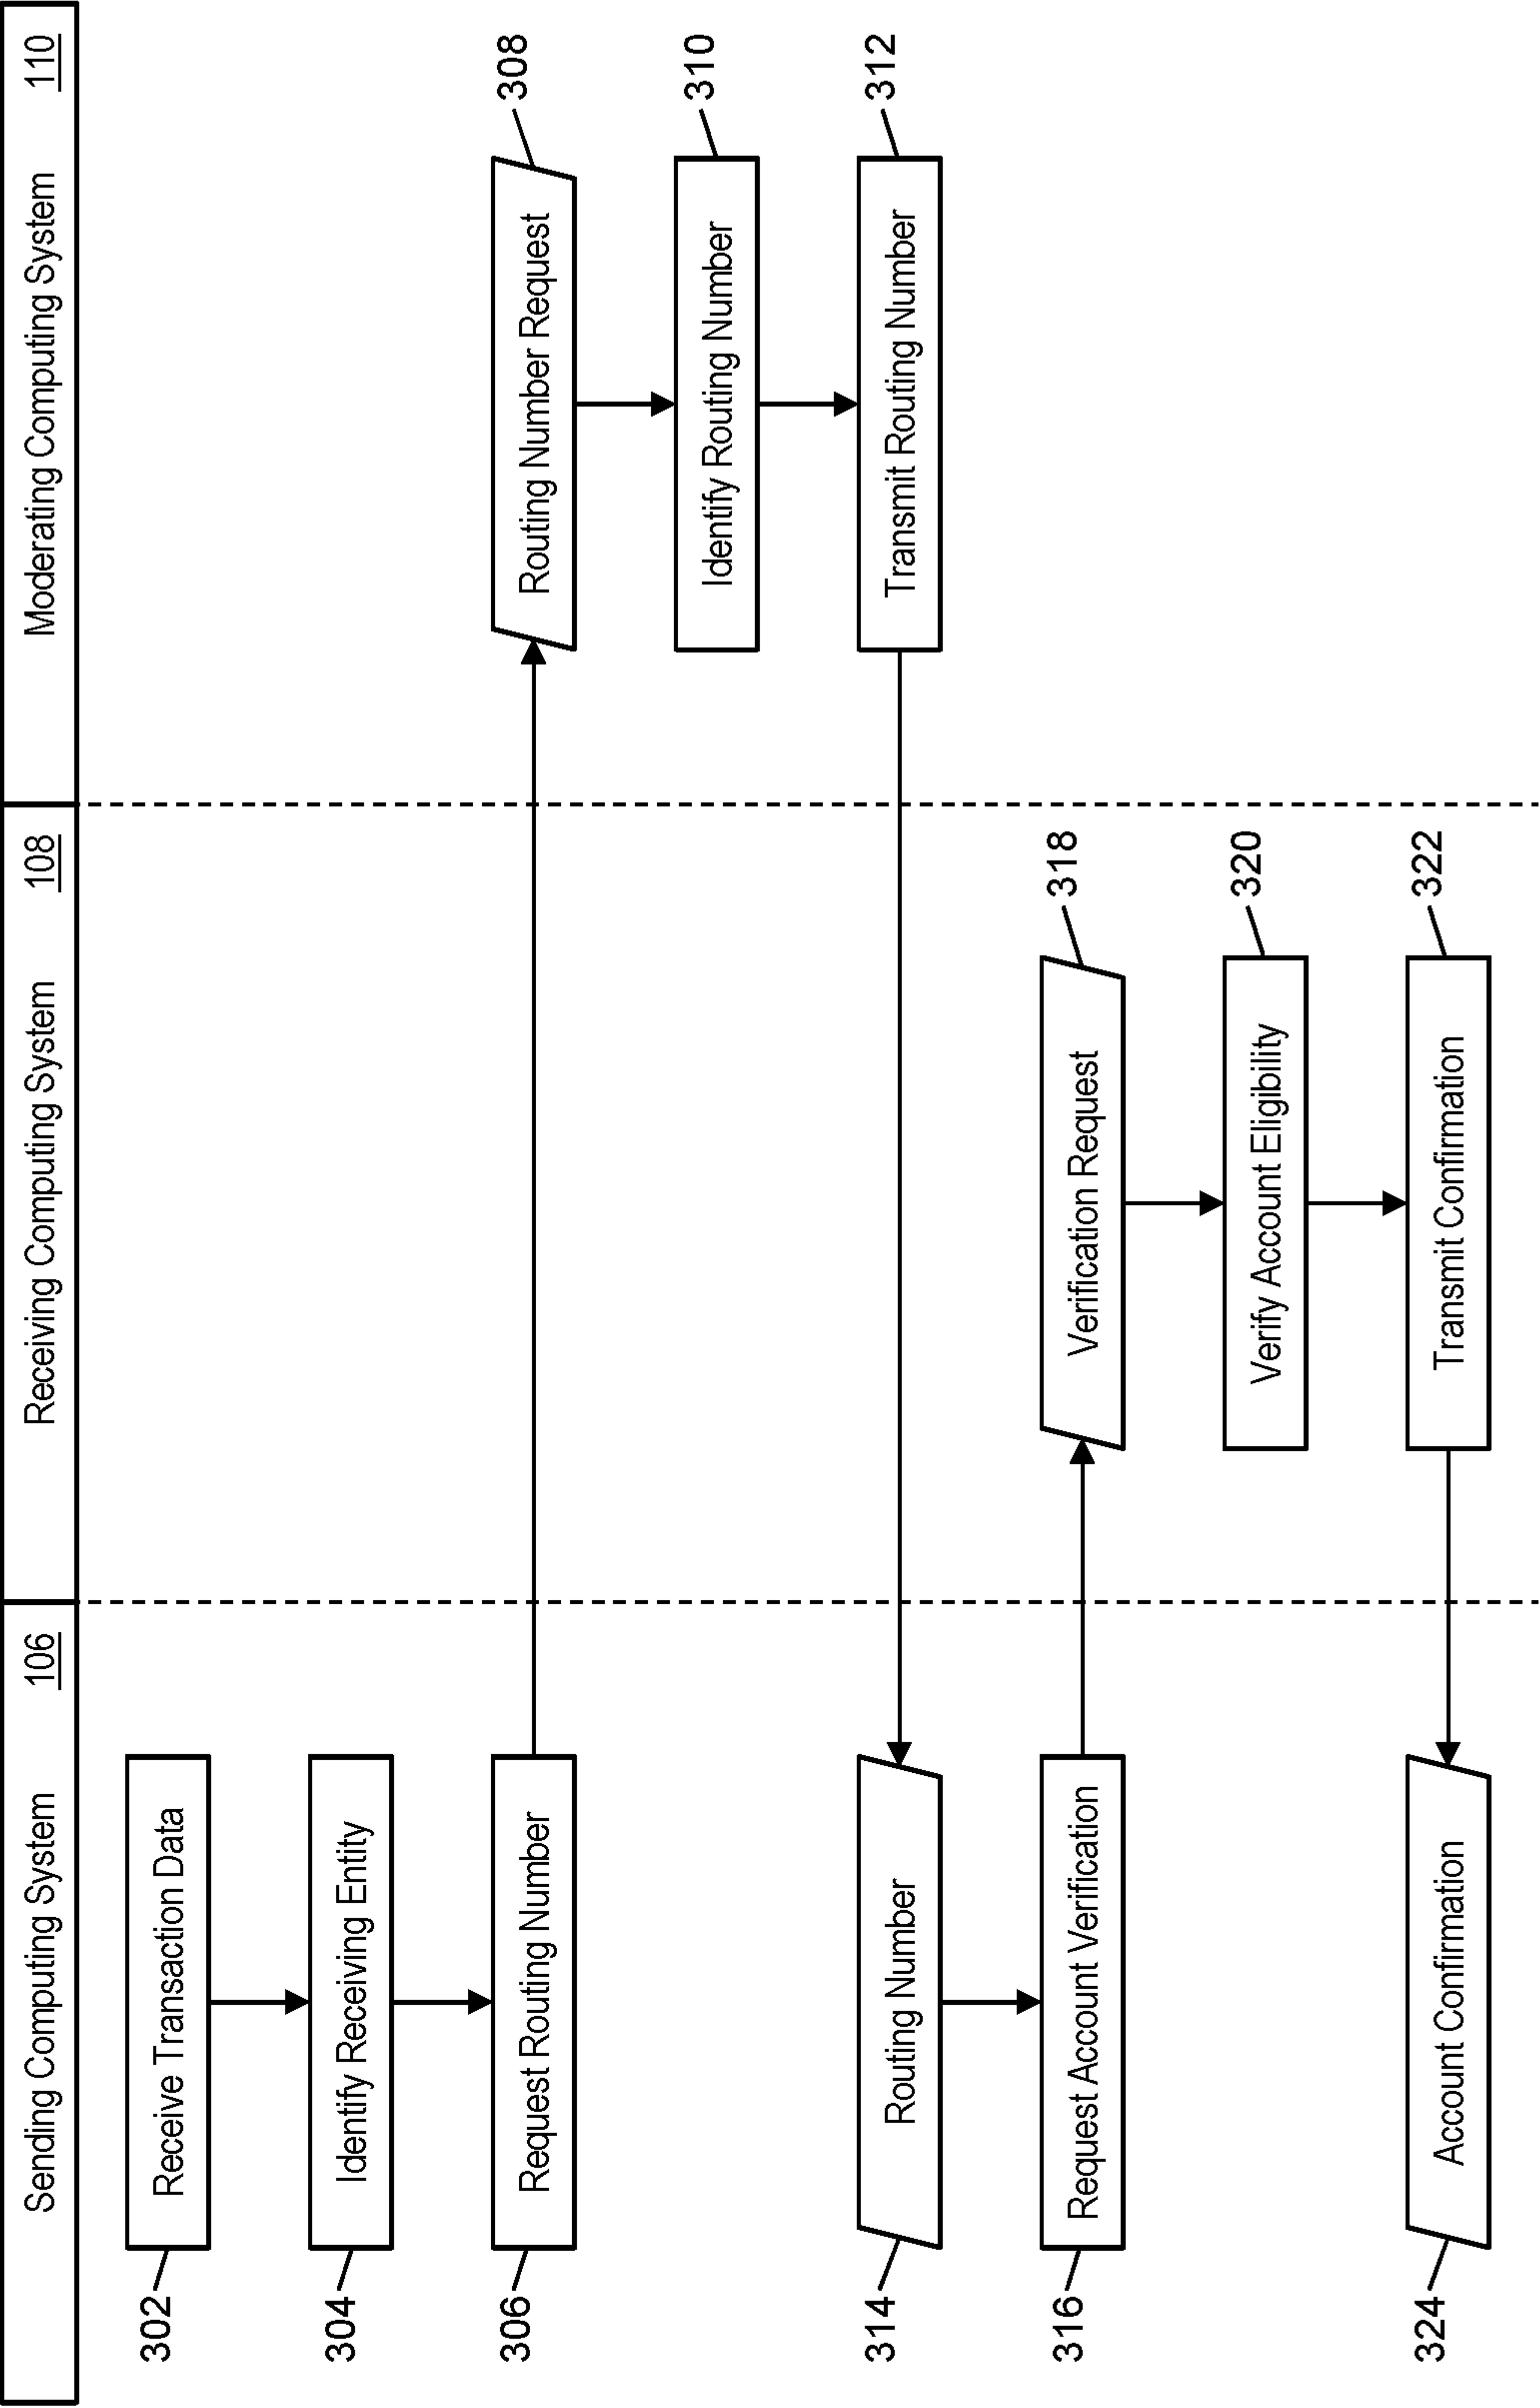 Sending Computing System 106
Receiving Computing System 108
Moderating Computing System 110
302
Receive Transaction Data
304
Identify Receiving Entity
306
Request Routing Number
Routing Number Request
308
Identify Routing Number
310
Transmit Routing Number
312
314
Routing Number
316
Request Account Verification
Verification Request
318
Verify Account Eligibility
320
Transmit Confirmation
322
324
Account Confirmation